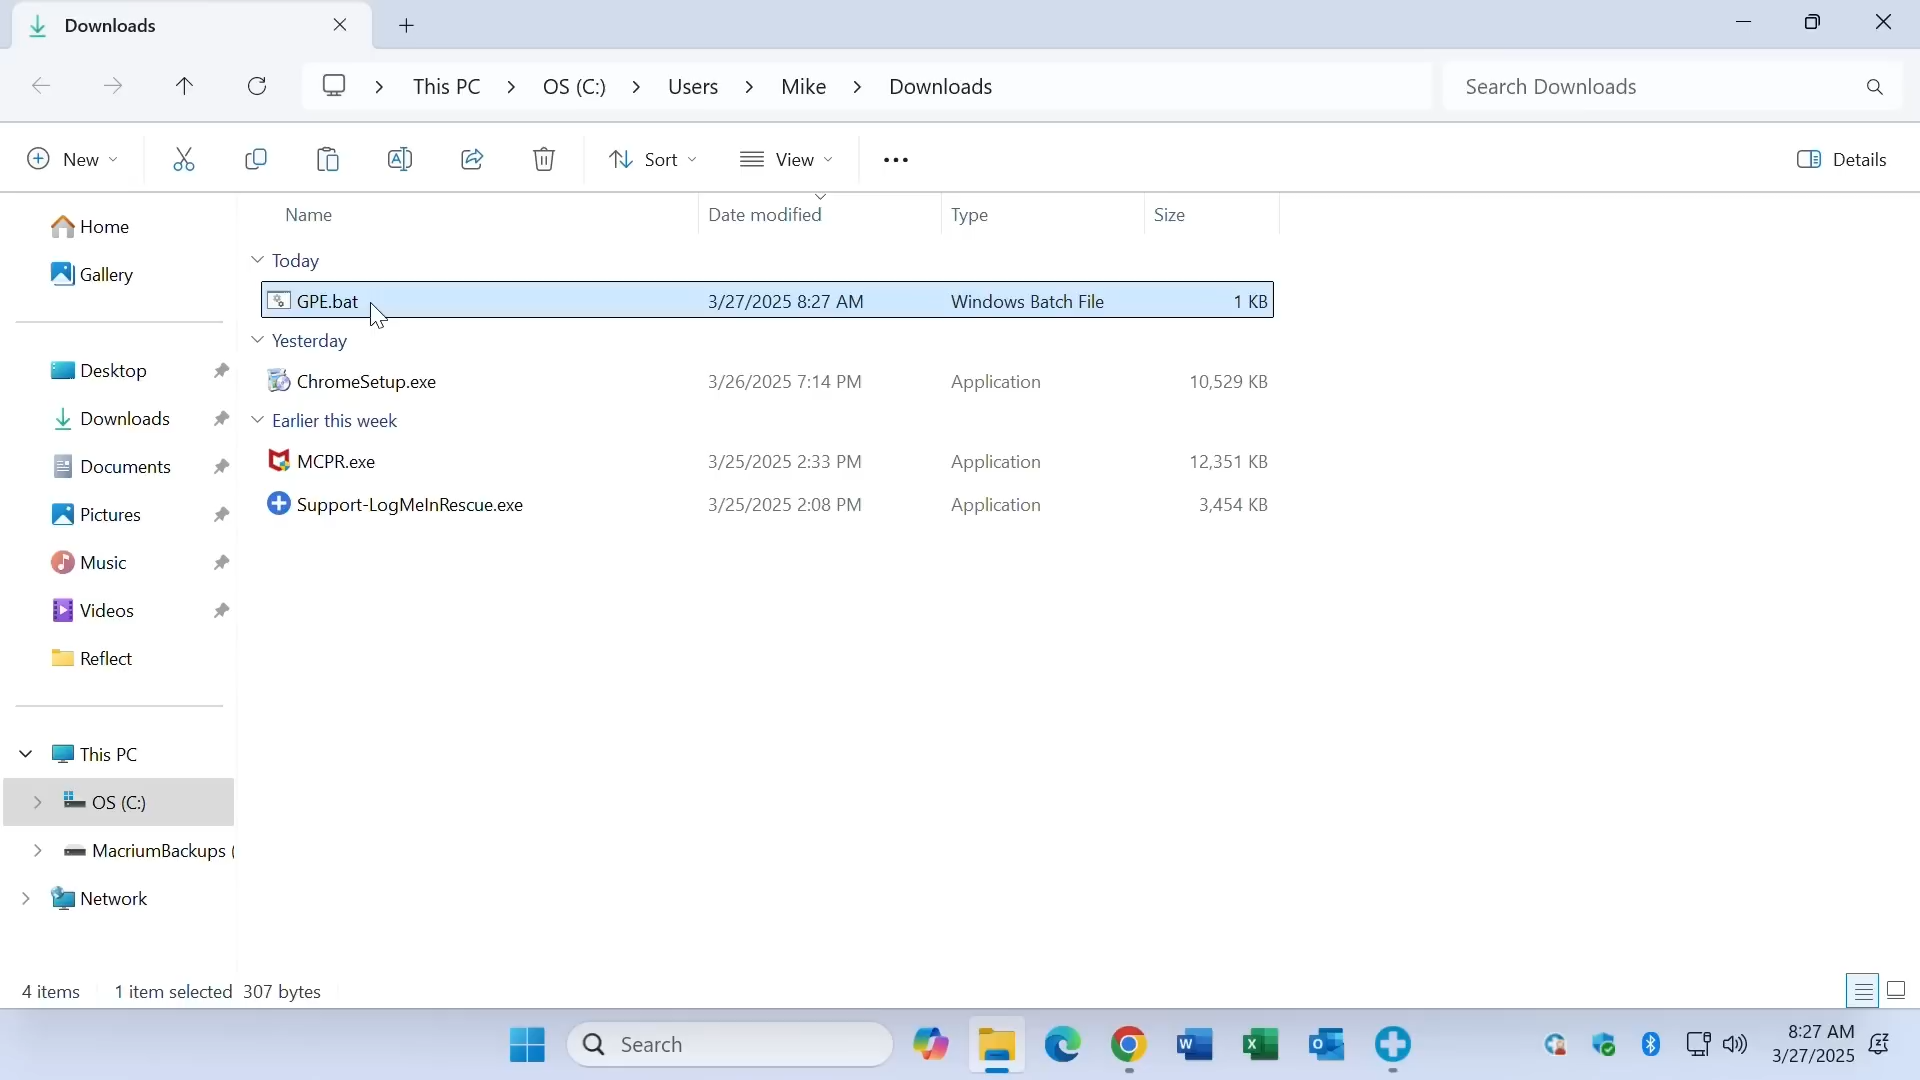 Downloads
This PC
OS (C:)
Users
Mike
Downloads
Search Downloads
New
Sort
View
Details
Name Date modified Type Size
Home
Gallery
Desktop
Downloads
Documents
Pictures
Music
Videos
Reflect
This PC
OS (C:)
MacriumBackups (
Network
Today
GPE.bat 3/27/2025 8:27 AM Windows Batch File 1 KB
Yesterday
ChromeSetup.exe 3/26/2025 7:14 PM Application 10,529 KB
Earlier this week
MCPR.exe 3/25/2025 2:33 PM Application 12,351 KB
Support-LogMeInRescue.exe 3/25/2025 2:08 PM Application 3,454 KB
4 items 1 item selected 307 bytes
Search
8:27 AM
3/27/2025